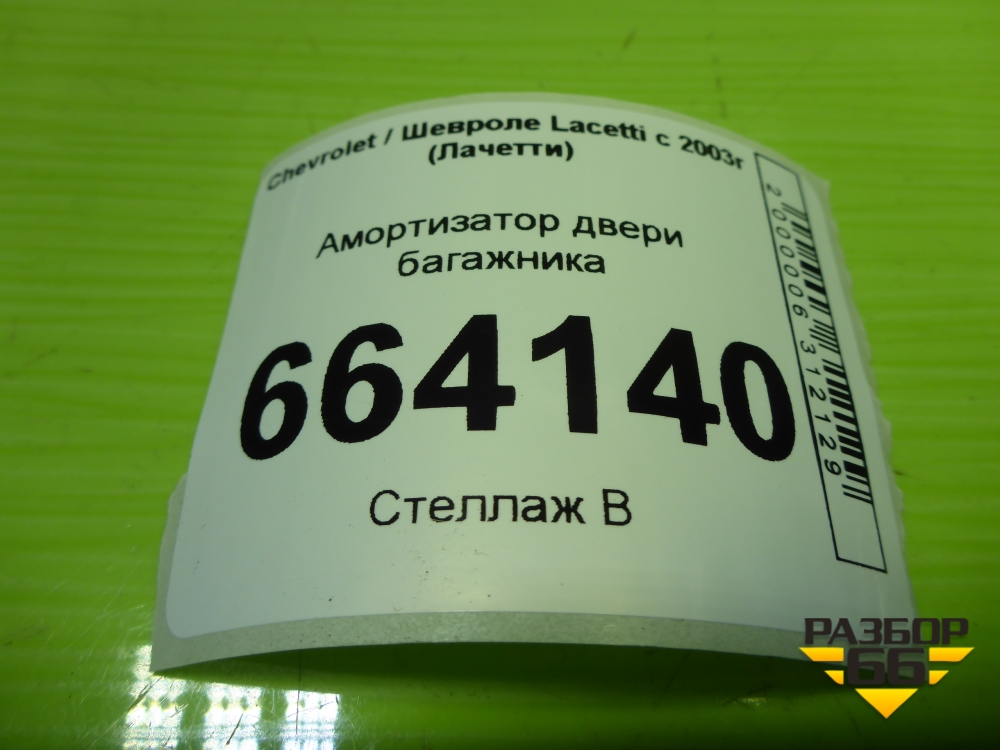 Chevrolet / Шевроле Lacetti с 2003г
(Лачетти)
Амортизатор двери
багажника
664140
Стеллаж В
2000006312129
РАЗБОР
66